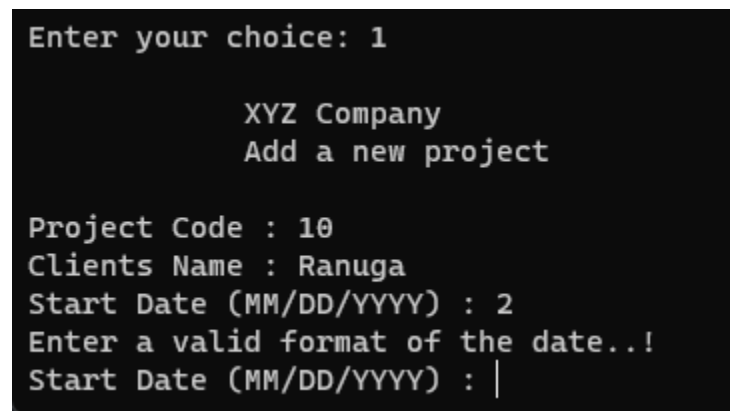 Enter your choice: 1
XYZ Company
Add a new project
Project Code : 10
Clients Name : Ranuga
Start Date (MM/DD/YYYY) : 2
Enter a valid format of the date..!
Start Date (MM/DD/YYYY) :